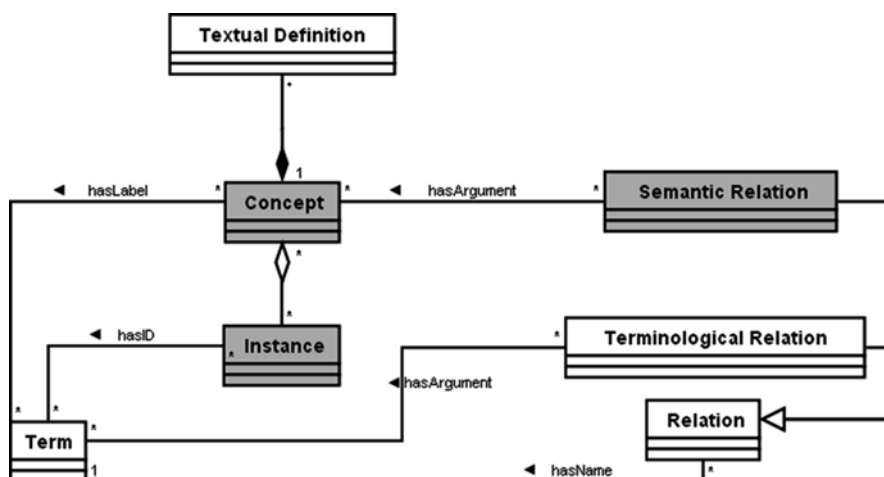 Textual Definition
*
1
◄ hasLabel
*
Concept
*
◄ hasArgument
*
Semantic Relation
*
*
◄ hasID
*
Instance
*
Terminological Relation
◄ hasArgument
*
*
Term
*
1
Relation
*
◄ hasName